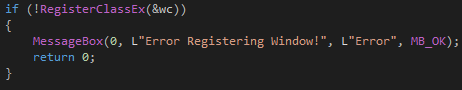 if (!RegisterClassEx(&wc))
{
    MessageBox(0, L"Error Registering Window!", L"Error", MB_OK);
    return 0;
}